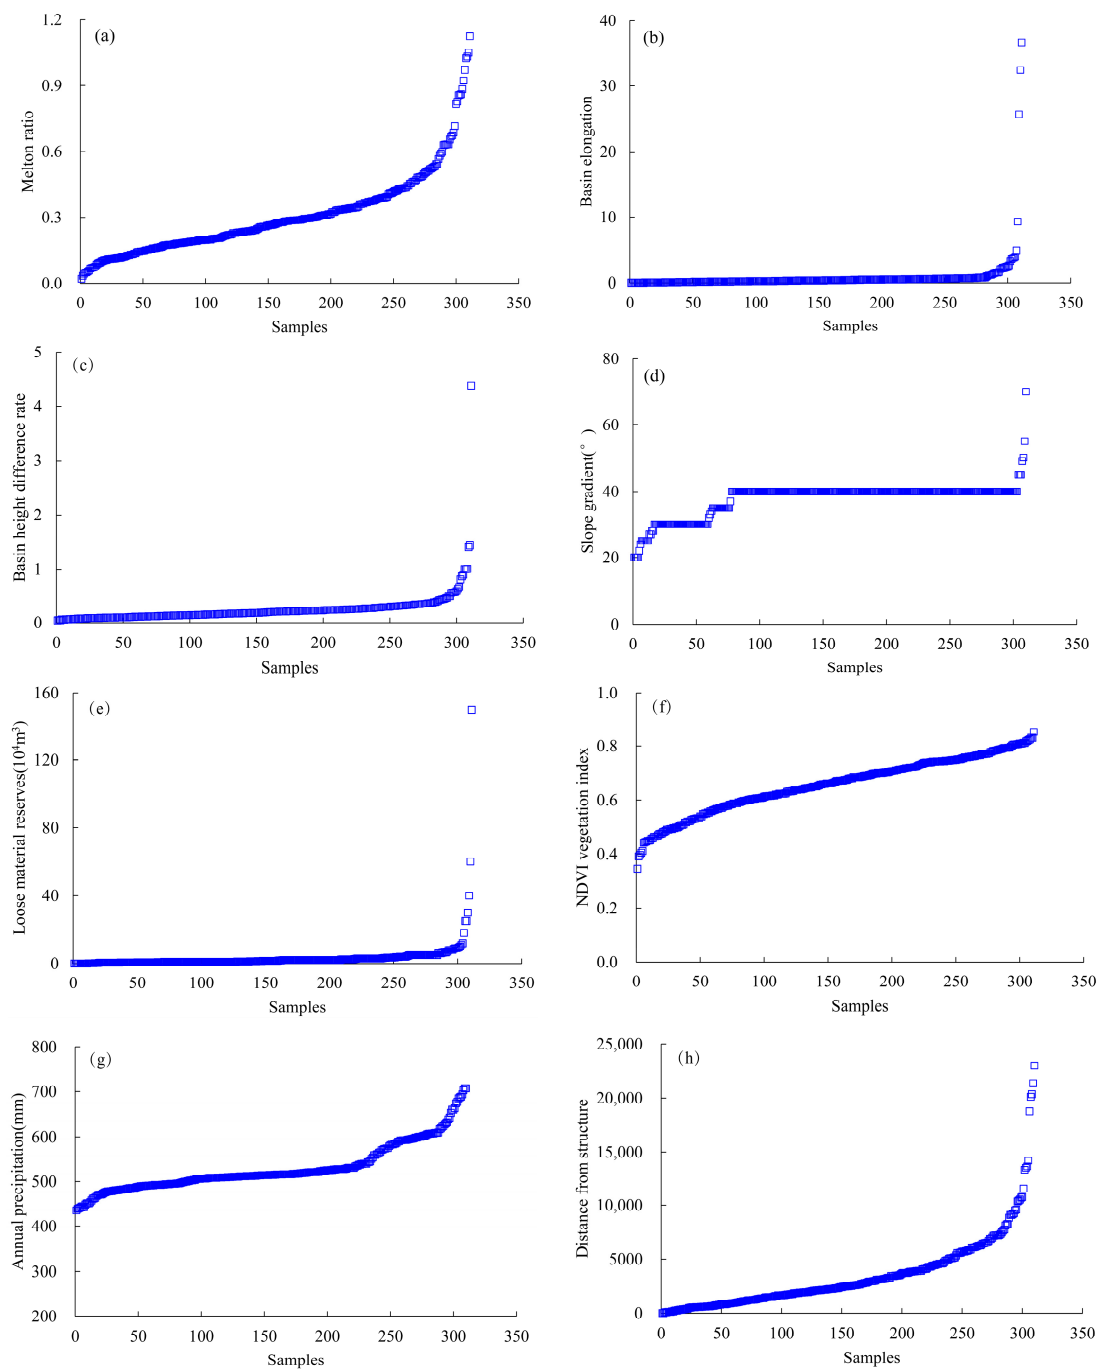 (a)
Melton ratio
1.2
0.9
0.6
0.3
0.0
0 50 100 150 200 250 300 350
Samples
(b)
Basin elongation
40
30
20
10
0
0 50 100 150 200 250 300 350
Samples
(c)
Basin height difference rate
5
4
3
2
1
0
0 50 100 150 200 250 300 350
Samples
(d)
Slope gradient(°)
80
60
40
20
0
0 50 100 150 200 250 300 350
Samples
(e)
Loose material reserves(10⁴m³)
160
120
80
40
0
0 50 100 150 200 250 300 350
Samples
(f)
NDVI vegetation index
1.0
0.8
0.6
0.4
0.2
0.0
0 50 100 150 200 250 300 350
Samples
(g)
Annual precipitation(mm)
800
700
600
500
400
300
200
0 50 100 150 200 250 300 350
Samples
(h)
Distance from structure
25,000
20,000
15,000
10,000
5000
0
0 50 100 150 200 250 300 350
Samples